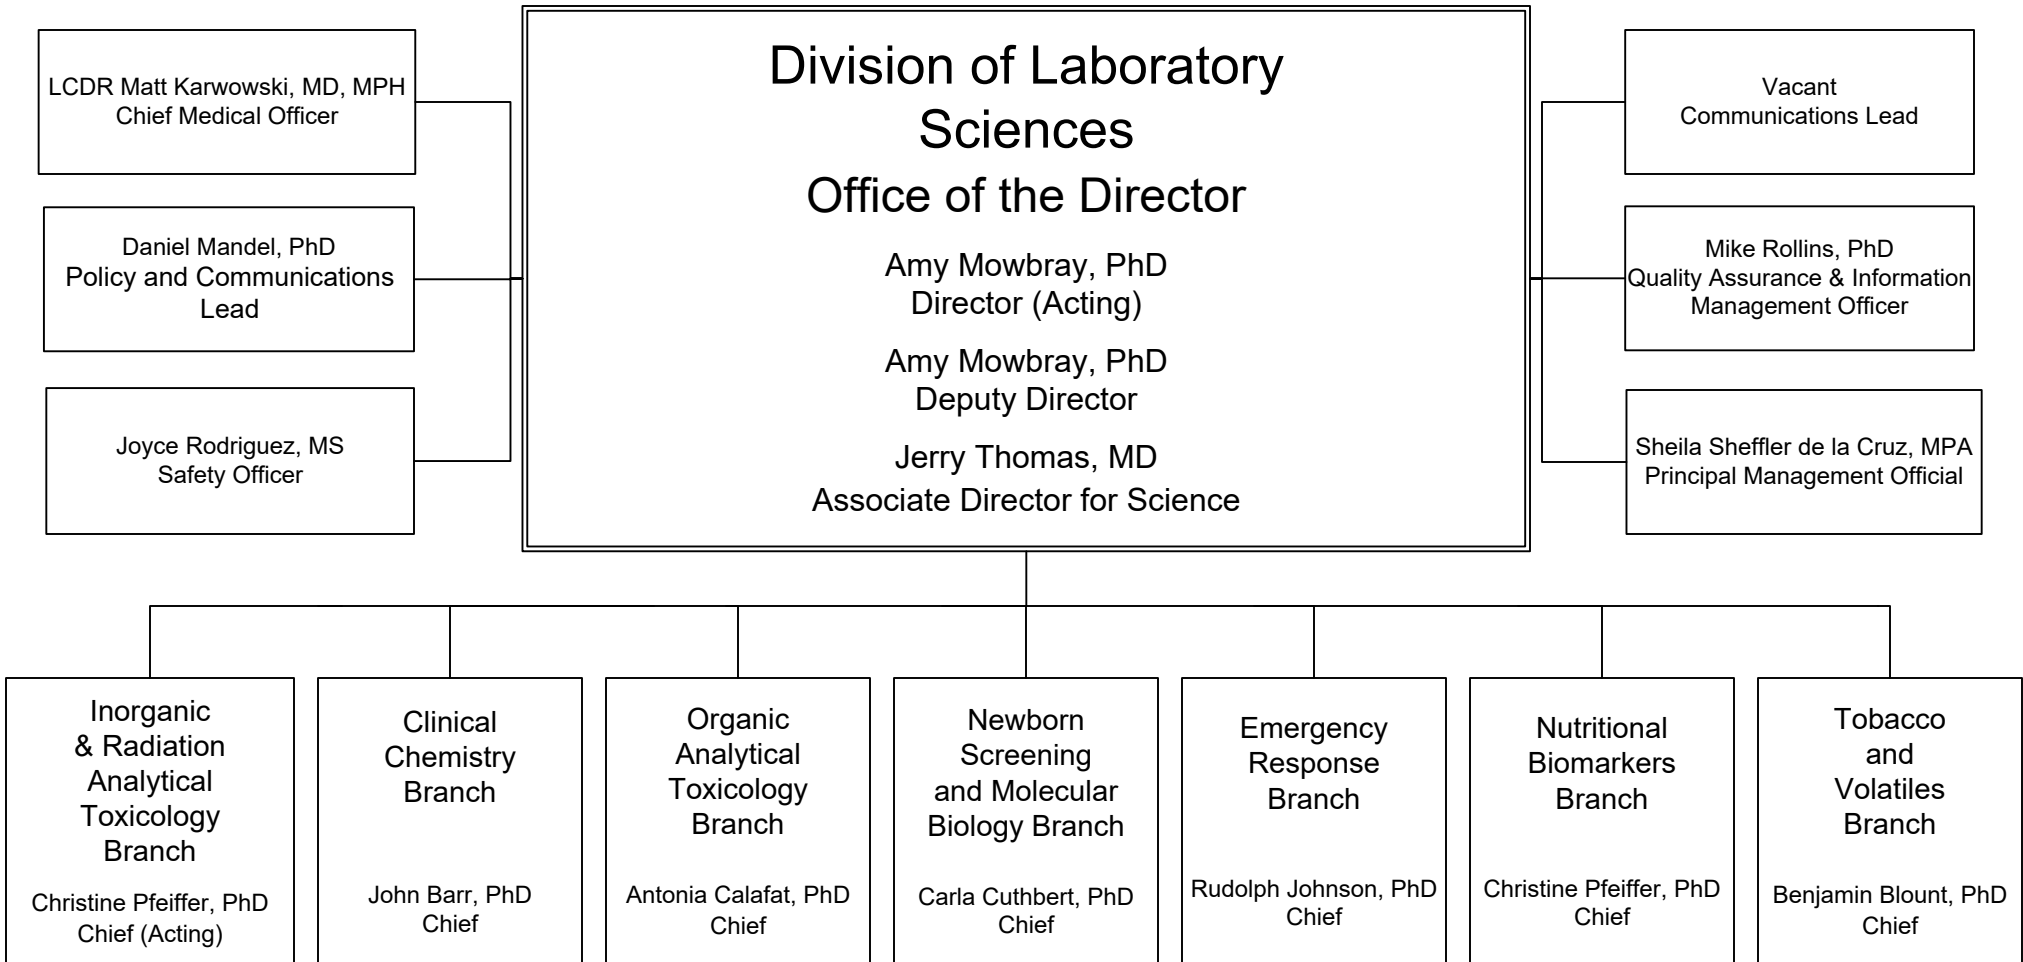 LCDR Matt Karwowski, MD, MPH
Chief Medical Officer
Daniel Mandel, PhD
Policy and Communications
Lead
Joyce Rodriguez, MS
Safety Officer
Division of Laboratory
Sciences
Office of the Director
Amy Mowbray, PhD
Director (Acting)
Amy Mowbray, PhD
Deputy Director
Jerry Thomas, MD
Associate Director for Science
Vacant
Communications Lead
Mike Rollins, PhD
Quality Assurance & Information
Management Officer
Sheila Sheffler de la Cruz, MPA
Principal Management Official
Inorganic
& Radiation
Analytical
Toxicology
Branch
Christine Pfeiffer, PhD
Chief (Acting)
Clinical
Chemistry
Branch
John Barr, PhD
Chief
Organic
Analytical
Toxicology
Branch
Antonia Calafat, PhD
Chief
Newborn
Screening
and Molecular
Biology Branch
Carla Cuthbert, PhD
Chief
Emergency
Response
Branch
Rudolph Johnson, PhD
Chief
Nutritional
Biomarkers
Branch
Christine Pfeiffer, PhD
Chief
Tobacco
and
Volatiles
Branch
Benjamin Blount, PhD
Chief